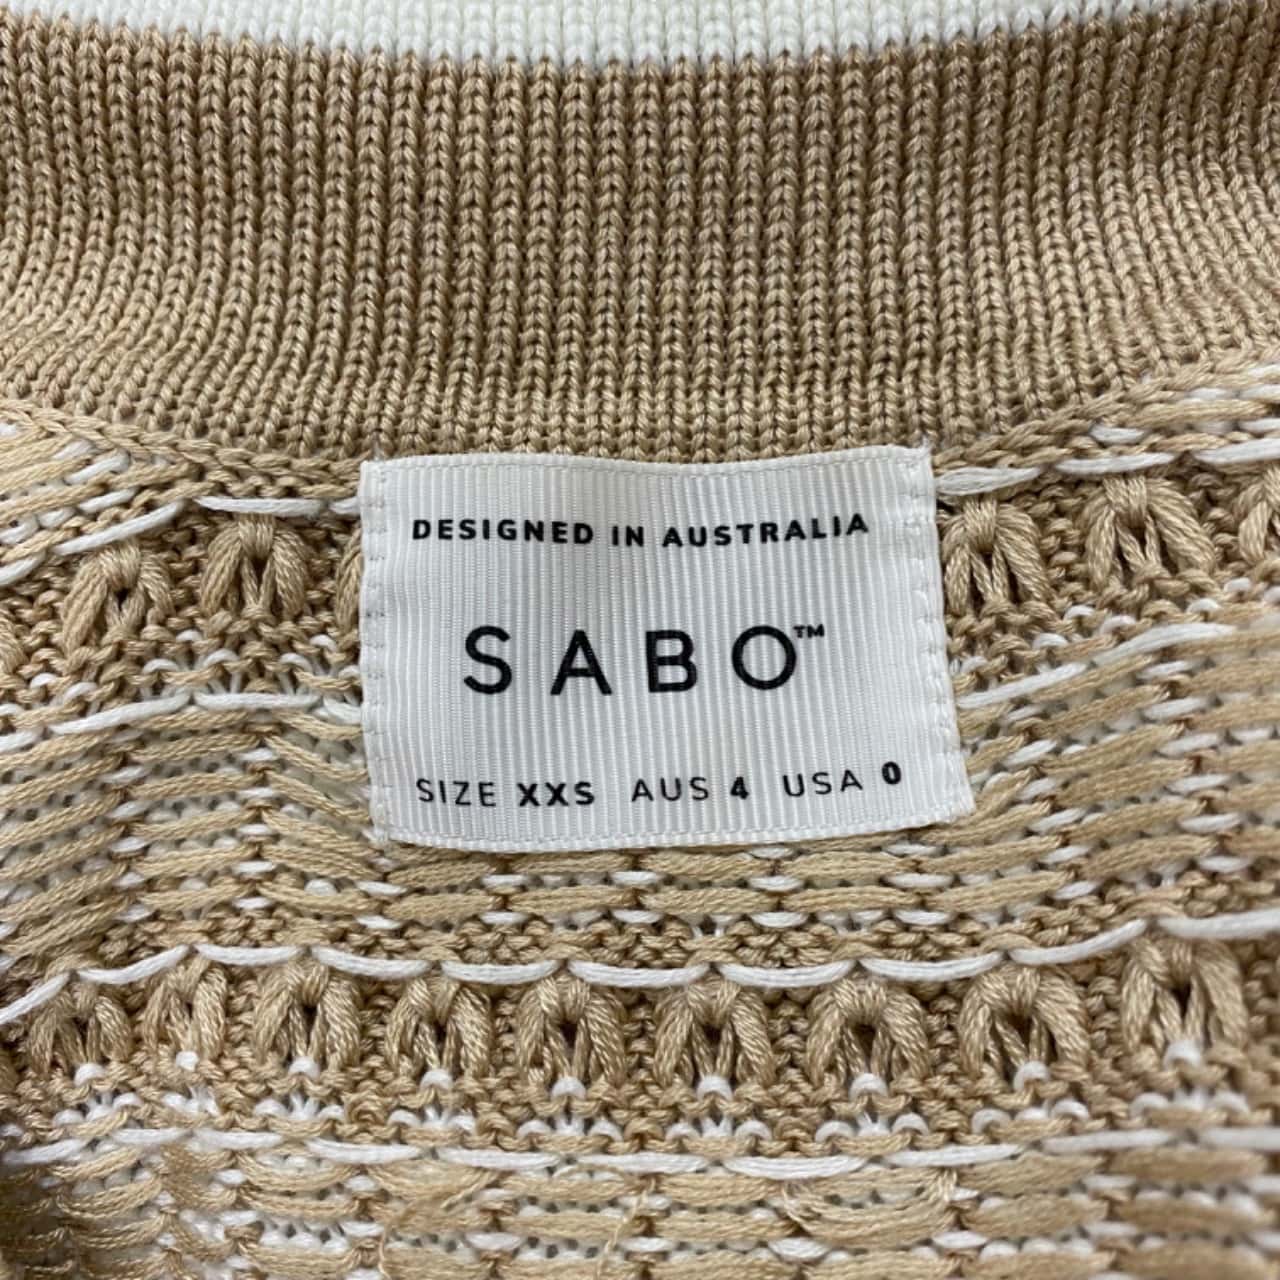 DESIGNED IN AUSTRALIA
SABO™
SIZE XXS AUS 4 USA 0